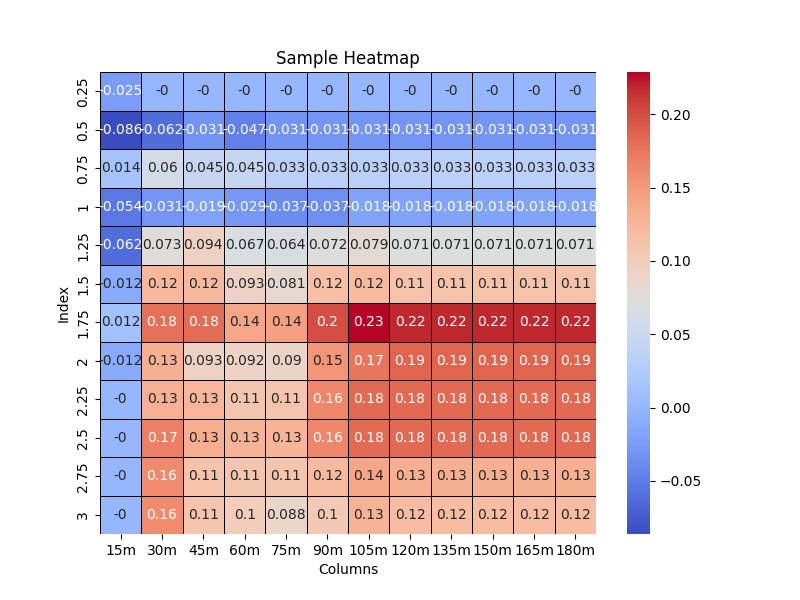 Sample Heatmap
0.25 -0.025 -0 -0 -0 -0 -0 -0 -0 -0 -0 -0 -0
0.5 -0.086 -0.062 -0.031 -0.047 -0.031 -0.031 -0.031 -0.031 -0.031 -0.031 -0.031 -0.031
0.75 0.014 0.06 0.045 0.045 0.033 0.033 0.033 0.033 0.033 0.033 0.033 0.033
1 -0.054 -0.031 -0.019 -0.029 -0.037 -0.037 -0.018 -0.018 -0.018 -0.018 -0.018 -0.018
1.25 -0.062 0.073 0.094 0.067 0.064 0.072 0.079 0.071 0.071 0.071 0.071 0.071
1.5 -0.012 0.12 0.12 0.093 0.081 0.12 0.12 0.11 0.11 0.11 0.11 0.11
1.75 0.012 0.18 0.18 0.14 0.14 0.2 0.23 0.22 0.22 0.22 0.22 0.22
2 -0.012 0.13 0.093 0.092 0.09 0.15 0.17 0.19 0.19 0.19 0.19 0.19
2.25 -0 0.13 0.13 0.11 0.11 0.16 0.18 0.18 0.18 0.18 0.18 0.18
2.5 -0 0.17 0.13 0.13 0.13 0.16 0.18 0.18 0.18 0.18 0.18 0.18
2.75 -0 0.16 0.11 0.11 0.11 0.12 0.14 0.13 0.13 0.13 0.13 0.13
3 -0 0.16 0.11 0.1 0.088 0.1 0.13 0.12 0.12 0.12 0.12 0.12
15m 30m 45m 60m 75m 90m 105m 120m 135m 150m 165m 180m
Columns
Index
0.20
0.15
0.10
0.05
0.00
−0.05